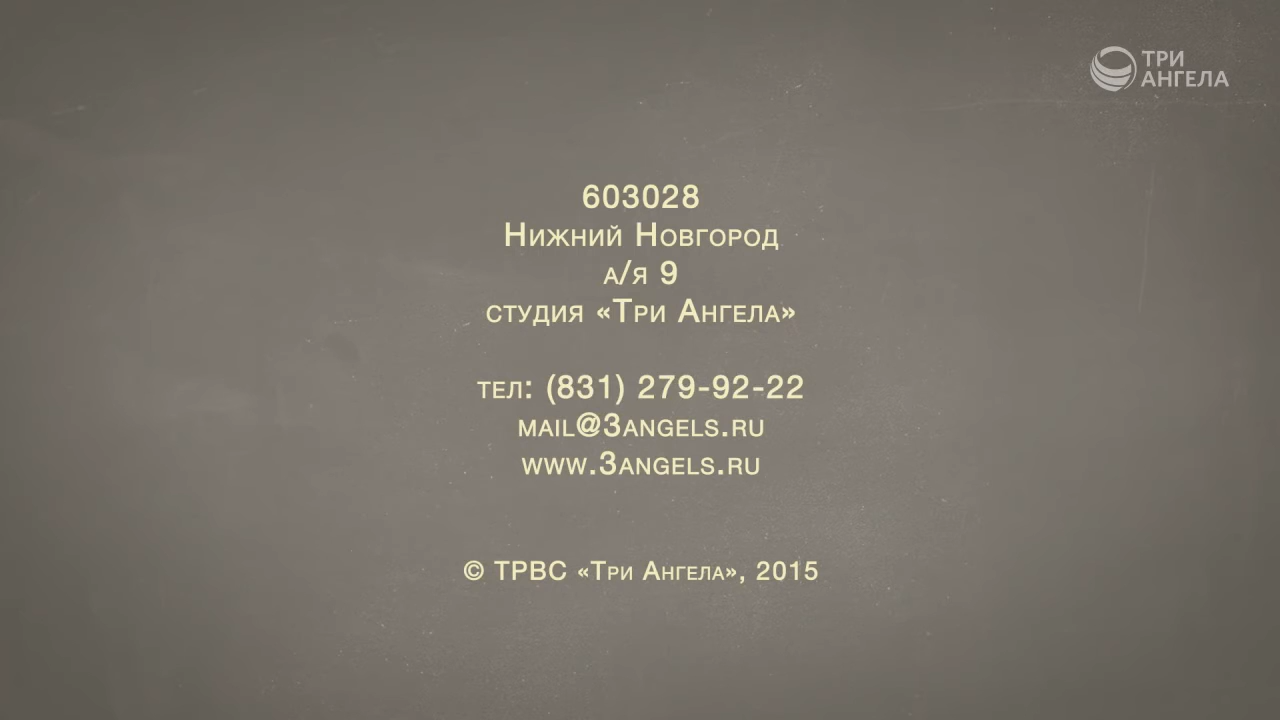 ТРИ
АНГЕЛА
603028
Нижний Новгород
а/я 9
студия «Три Ангела»
тел: (831) 279-92-22
mail@3angels.ru
www.3angels.ru
© ТРВС «Три Ангела», 2015